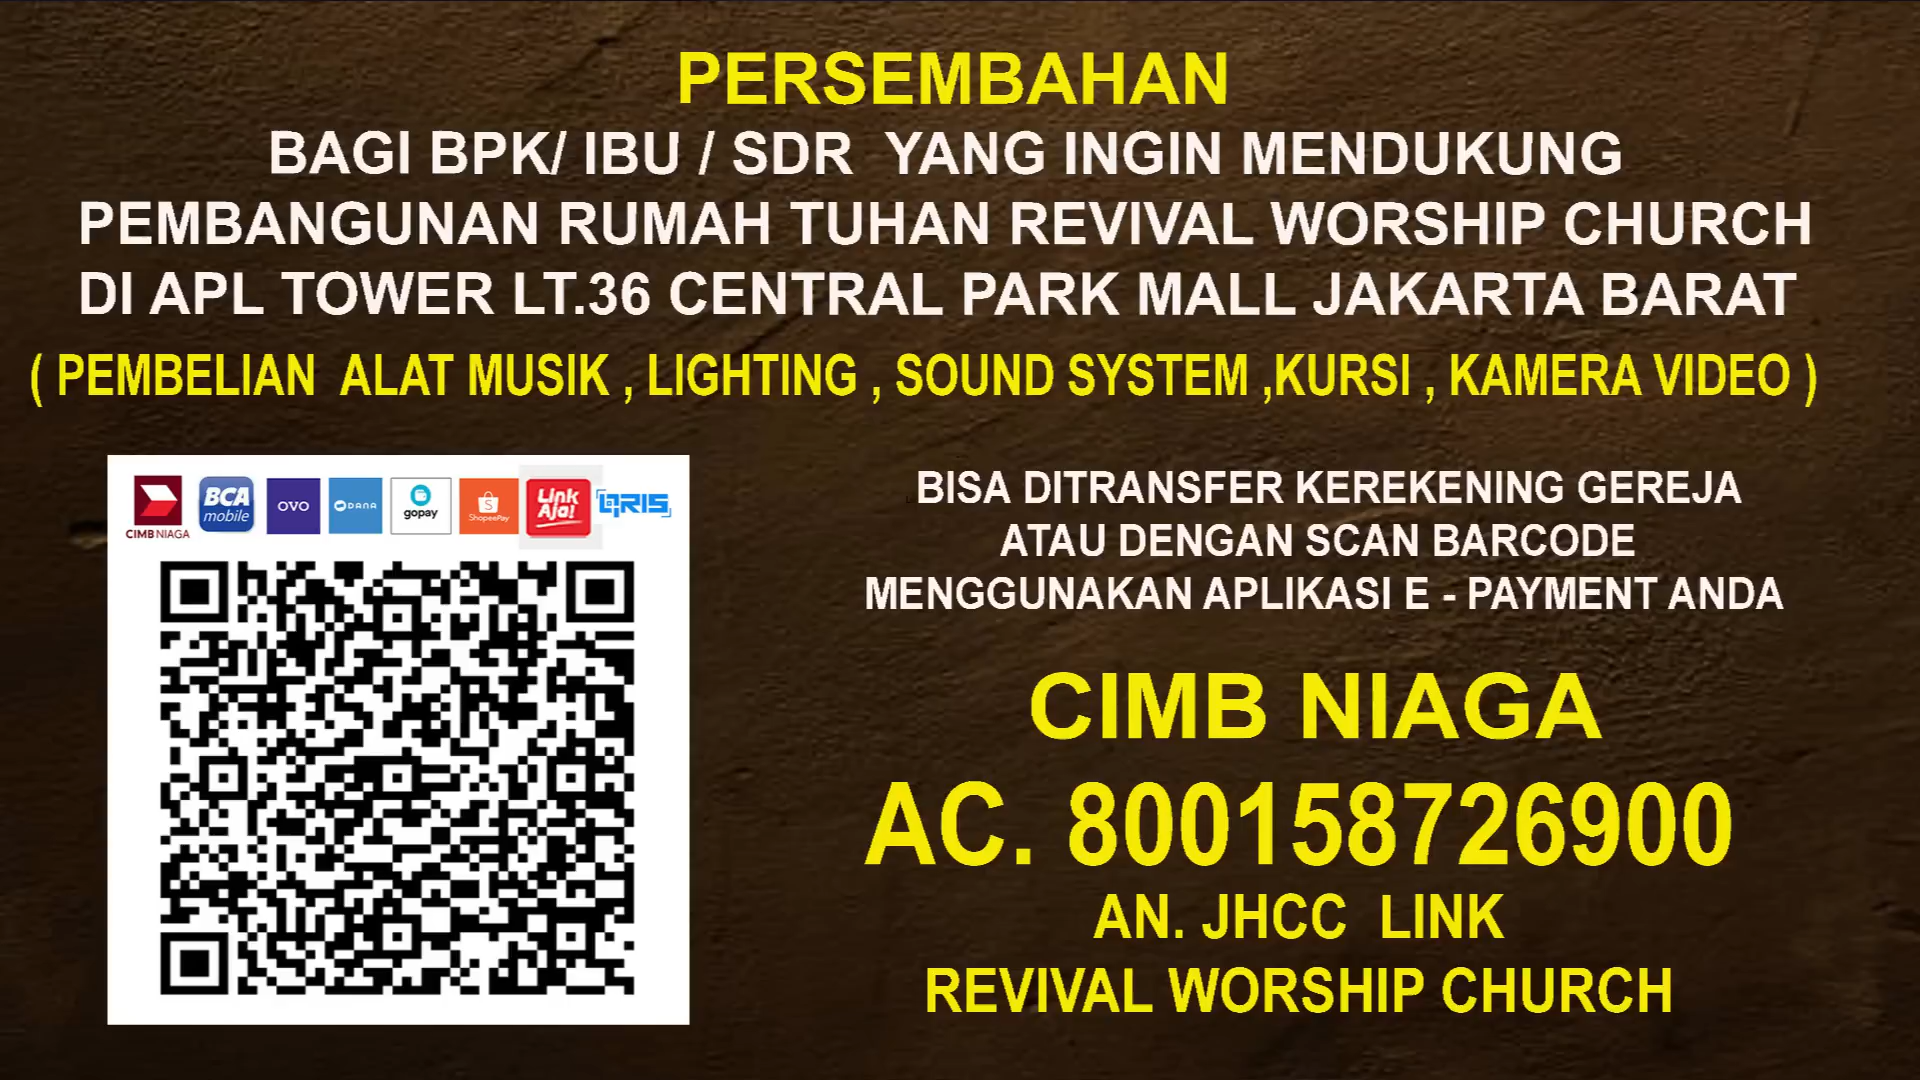 PERSEMBAHAN
BAGI BPK/ IBU / SDR YANG INGIN MENDUKUNG
PEMBANGUNAN RUMAH TUHAN REVIVAL WORSHIP CHURCH
DI APL TOWER LT.36 CENTRAL PARK MALL JAKARTA BARAT
( PEMBELIAN ALAT MUSIK , LIGHTING , SOUND SYSTEM ,KURSI , KAMERA VIDEO )
CIMB NIAGA
BCA mobile
OVO
DANA
gopay
ShopeePay
Link Aja!
QRIS
BISA DITRANSFER KEREKENING GEREJA
ATAU DENGAN SCAN BARCODE
MENGGUNAKAN APLIKASI E - PAYMENT ANDA
CIMB NIAGA
AC. 800158726900
AN. JHCC LINK
REVIVAL WORSHIP CHURCH